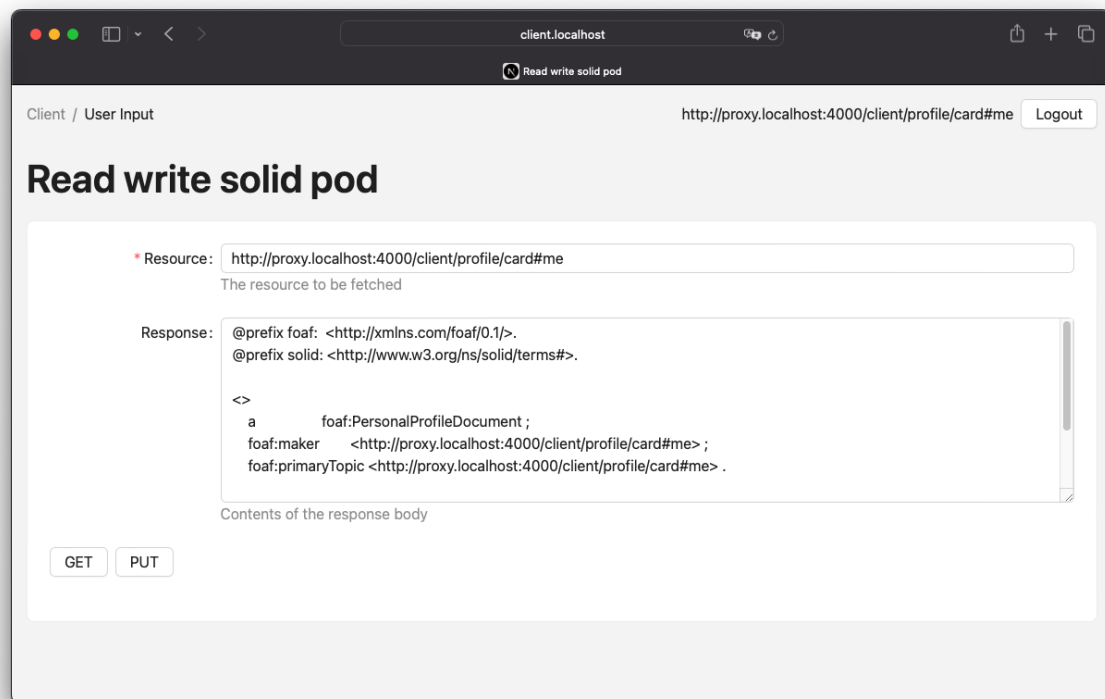 client.localhost
Read write solid pod
Client / User Input
http://proxy.localhost:4000/client/profile/card#me Logout
Read write solid pod
* Resource: http://proxy.localhost:4000/client/profile/card#me
The resource to be fetched
Response: @prefix foaf: <http://xmlns.com/foaf/0.1/>.
@prefix solid: <http://www.w3.org/ns/solid/terms#>.
<>
a foaf:PersonalProfileDocument ;
foaf:maker <http://proxy.localhost:4000/client/profile/card#me> ;
foaf:primaryTopic <http://proxy.localhost:4000/client/profile/card#me> .
Contents of the response body
GET PUT